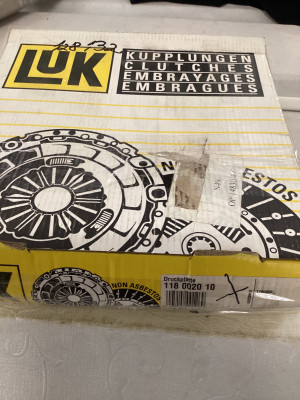 LUK
KUPPLUNGEN
CLUTCHES
EMBRAYAGES
EMBRAGUES
NON ASBESTOS
NON ASBESTOS
Druckplatte
118 0020 10